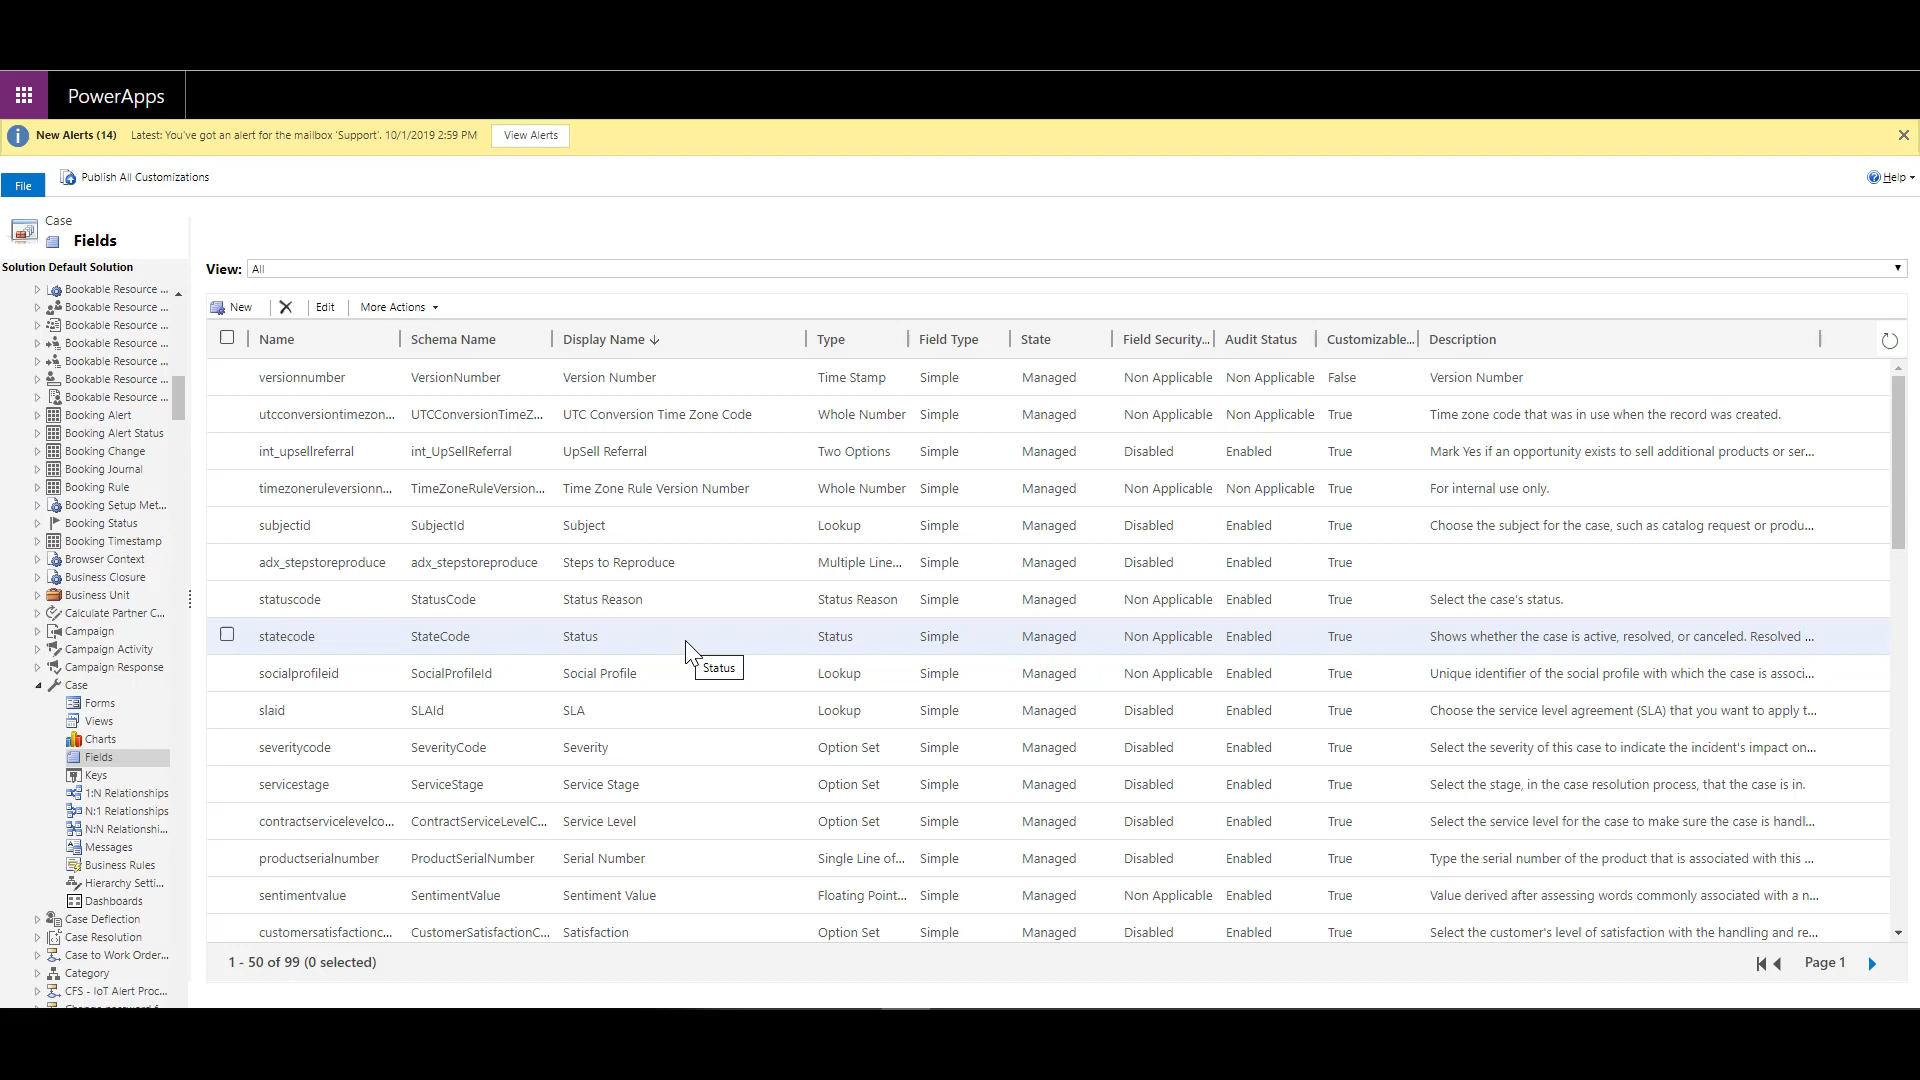 PowerApps
New Alerts (14) Latest: You've got an alert for the mailbox 'Support'. 10/1/2019 2:59 PM View Alerts
File Publish All Customizations Help
Case
Fields
Solution Default Solution
Bookable Resource ...
Bookable Resource ...
Bookable Resource ...
Bookable Resource ...
Bookable Resource ...
Bookable Resource ...
Bookable Resource ...
Booking Alert
Booking Alert Status
Booking Change
Booking Journal
Booking Rule
Booking Setup Met...
Booking Status
Booking Timestamp
Browser Context
Business Closure
Business Unit
Calculate Partner C...
Campaign
Campaign Activity
Campaign Response
Case
Forms
Views
Charts
Fields
Keys
1:N Relationships
N:1 Relationships
N:N Relationshi...
Messages
Business Rules
Hierarchy Setti...
Dashboards
Case Deflection
Case Resolution
Case to Work Order...
Category
CFS - IoT Alert Proc...
View: All
New Edit More Actions
Name Schema Name Display Name Type Field Type State Field Security... Audit Status Customizable... Description
versionnumber VersionNumber Version Number Time Stamp Simple Managed Non Applicable Non Applicable False Version Number
utcconversiontimezon... UTCConversionTimeZ... UTC Conversion Time Zone Code Whole Number Simple Managed Non Applicable Non Applicable True Time zone code that was in use when the record was created.
int_upsellreferral int_UpSellReferral UpSell Referral Two Options Simple Managed Disabled Enabled True Mark Yes if an opportunity exists to sell additional products or ser...
timezoneruleversionn... TimeZoneRuleVersion... Time Zone Rule Version Number Whole Number Simple Managed Non Applicable Non Applicable True For internal use only.
subjectid SubjectId Subject Lookup Simple Managed Disabled Enabled True Choose the subject for the case, such as catalog request or produ...
adx_stepstoreproduce adx_stepstoreproduce Steps to Reproduce Multiple Line... Simple Managed Disabled Enabled True
statuscode StatusCode Status Reason Status Reason Simple Managed Non Applicable Enabled True Select the case's status.
statecode StateCode Status Status Simple Managed Non Applicable Enabled True Shows whether the case is active, resolved, or canceled. Resolved ...
Status
socialprofileid SocialProfileId Social Profile Lookup Simple Managed Non Applicable Enabled True Unique identifier of the social profile with which the case is associ...
slaid SLAId SLA Lookup Simple Managed Disabled Enabled True Choose the service level agreement (SLA) that you want to apply t...
severitycode SeverityCode Severity Option Set Simple Managed Disabled Enabled True Select the severity of this case to indicate the incident's impact on...
servicestage ServiceStage Service Stage Option Set Simple Managed Disabled Enabled True Select the stage, in the case resolution process, that the case is in.
contractservicelevelco... ContractServiceLevelC... Service Level Option Set Simple Managed Disabled Enabled True Select the service level for the case to make sure the case is handl...
productserialnumber ProductSerialNumber Serial Number Single Line of... Simple Managed Disabled Enabled True Type the serial number of the product that is associated with this ...
sentimentvalue SentimentValue Sentiment Value Floating Point... Simple Managed Non Applicable Enabled True Value derived after assessing words commonly associated with a n...
customersatisfactionc... CustomerSatisfactionC... Satisfaction Option Set Simple Managed Disabled Enabled True Select the customer's level of satisfaction with the handling and re...
1 - 50 of 99 (0 selected) Page 1